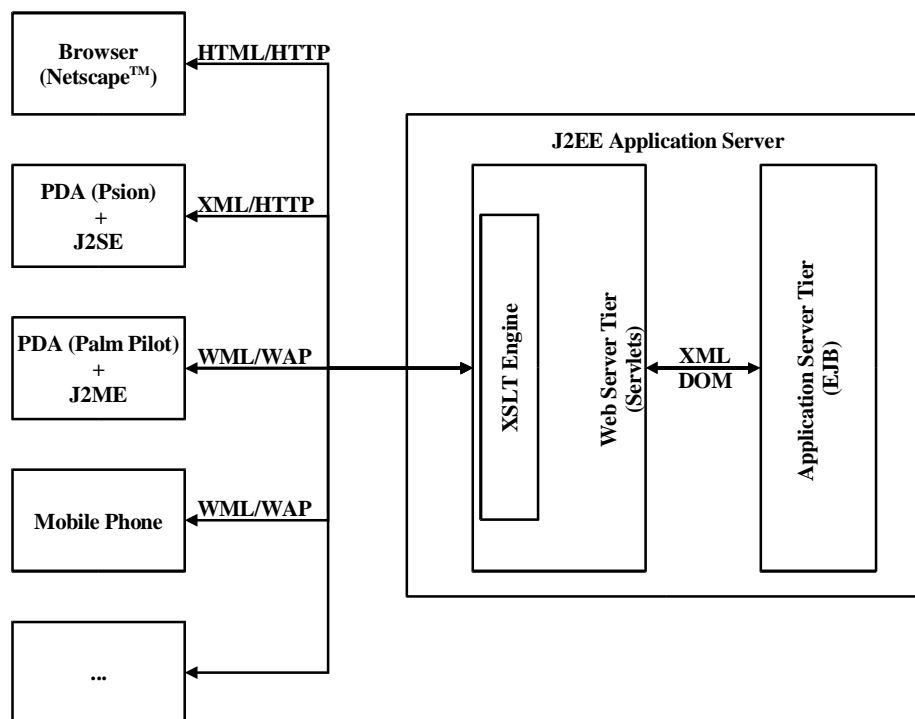 Browser
(Netscape™)
HTML/HTTP
PDA (Psion)
+
J2SE
XML/HTTP
PDA (Palm Pilot)
+
J2ME
WML/WAP
Mobile Phone
WML/WAP
...
J2EE Application Server
XSLT Engine
Web Server Tier
(Servlets)
XML
DOM
Application Server Tier
(EJB)